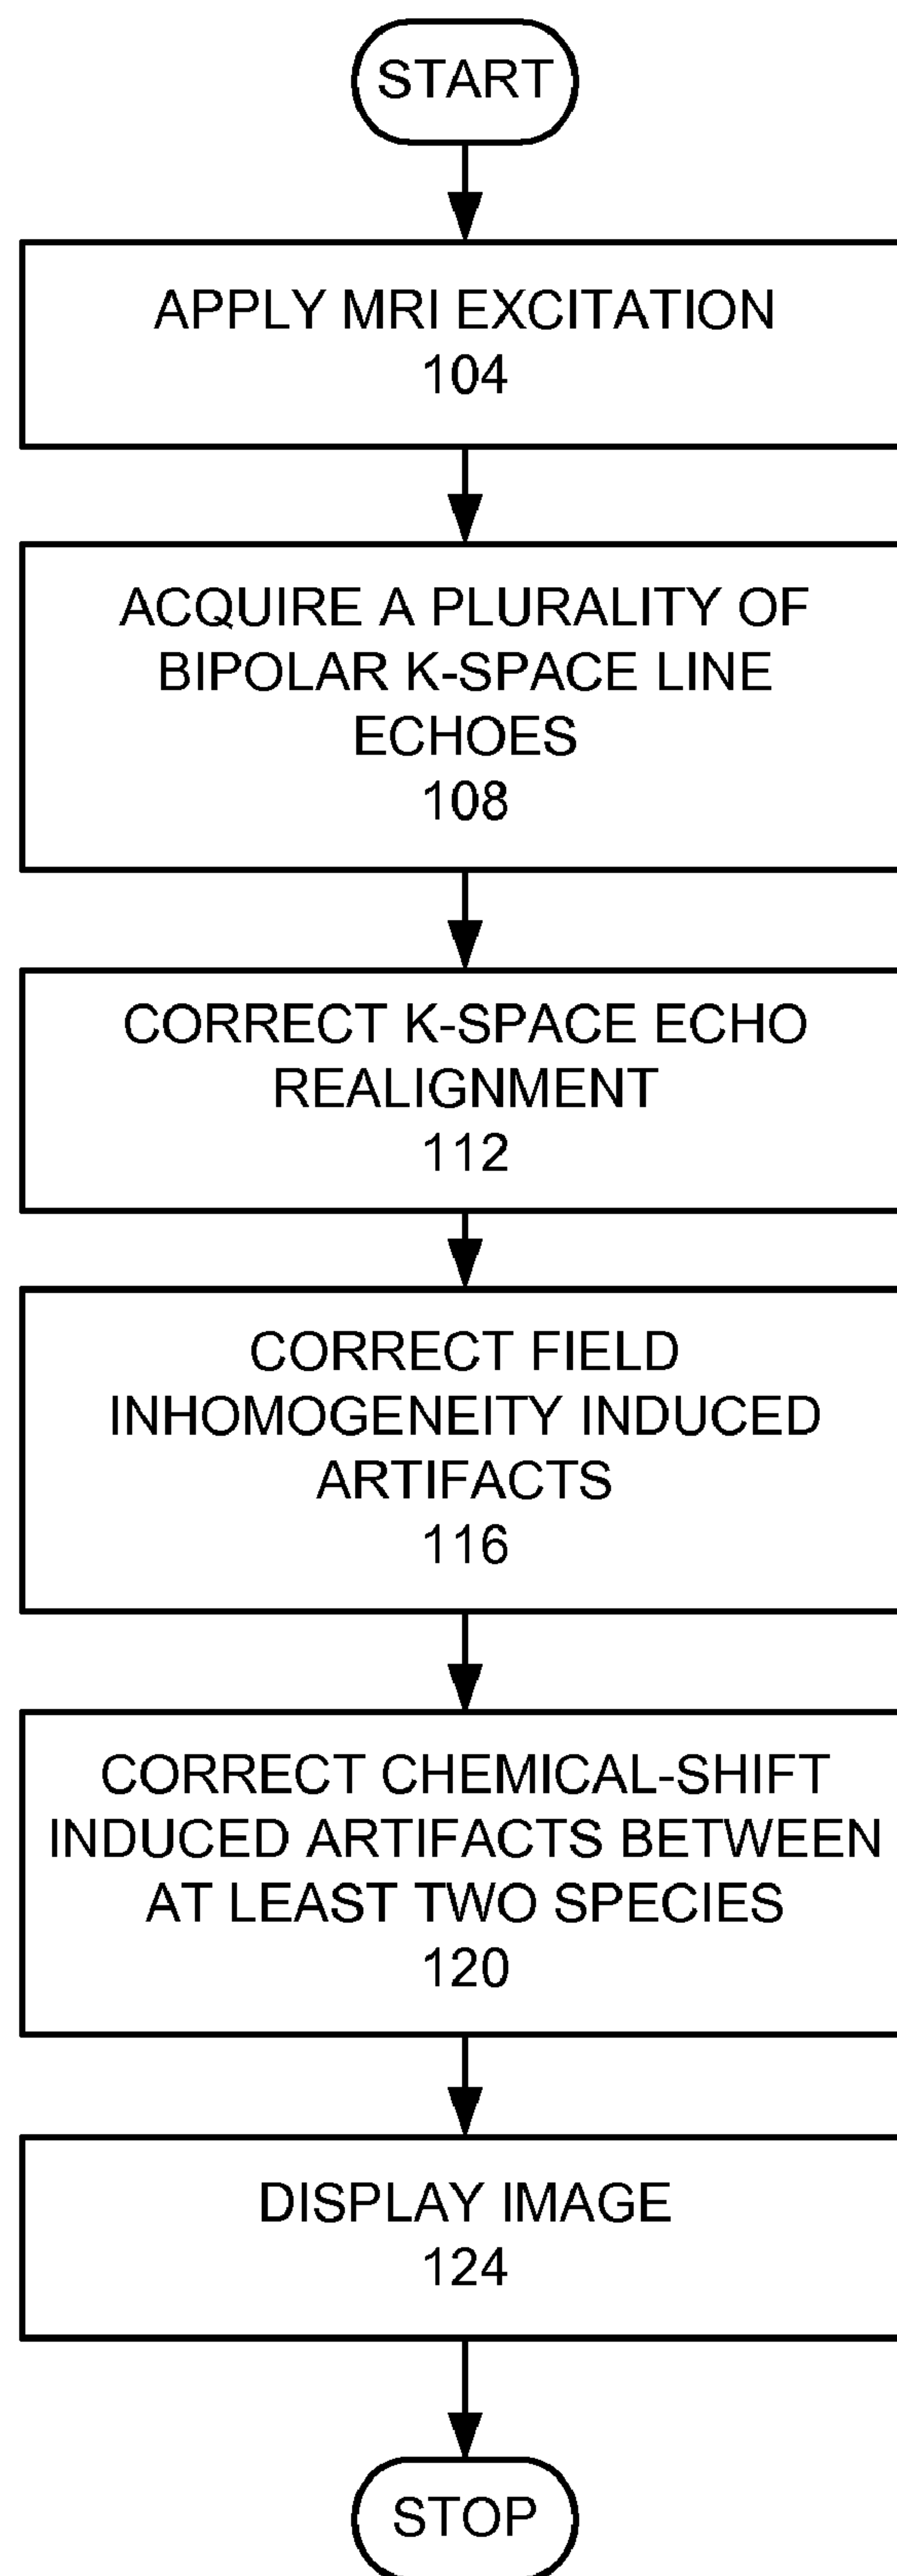 START
APPLY MRI EXCITATION
104
ACQUIRE A PLURALITY OF
BIPOLAR K-SPACE LINE
ECHOES
108
CORRECT K-SPACE ECHO
REALIGNMENT
112
CORRECT FIELD
INHOMOGENEITY INDUCED
ARTIFACTS
116
CORRECT CHEMICAL-SHIFT
INDUCED ARTIFACTS BETWEEN
AT LEAST TWO SPECIES
120
DISPLAY IMAGE
124
STOP